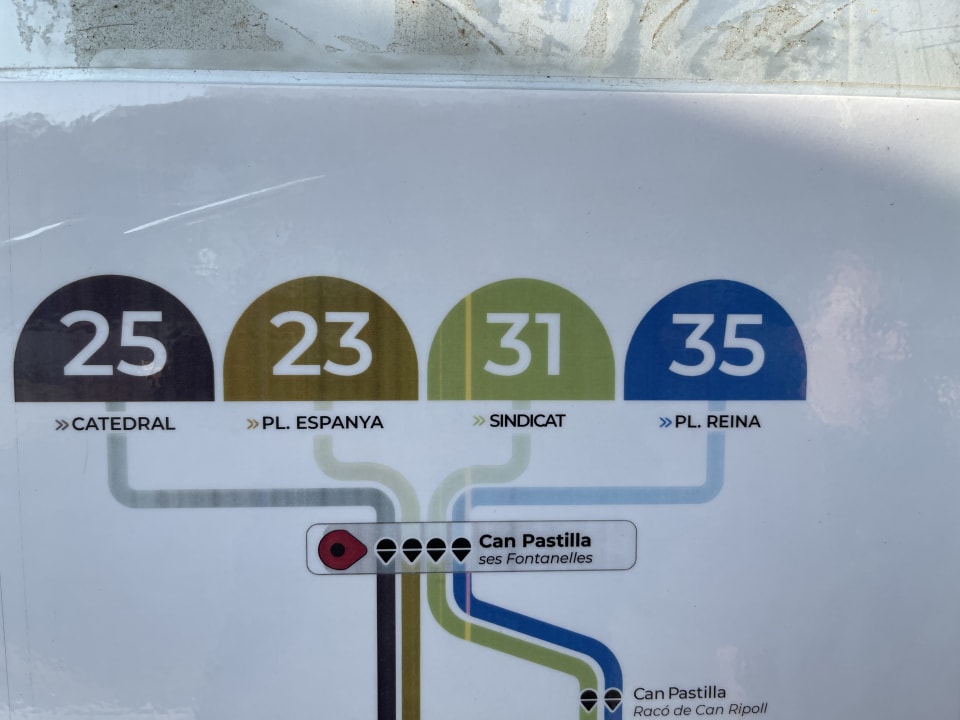 25
23
31
35
» CATEDRAL
» PL. ESPANYA
» SINDICAT
» PL. REINA
Can Pastilla
ses Fontanelles
Can Pastilla
Racó de Can Ripoll